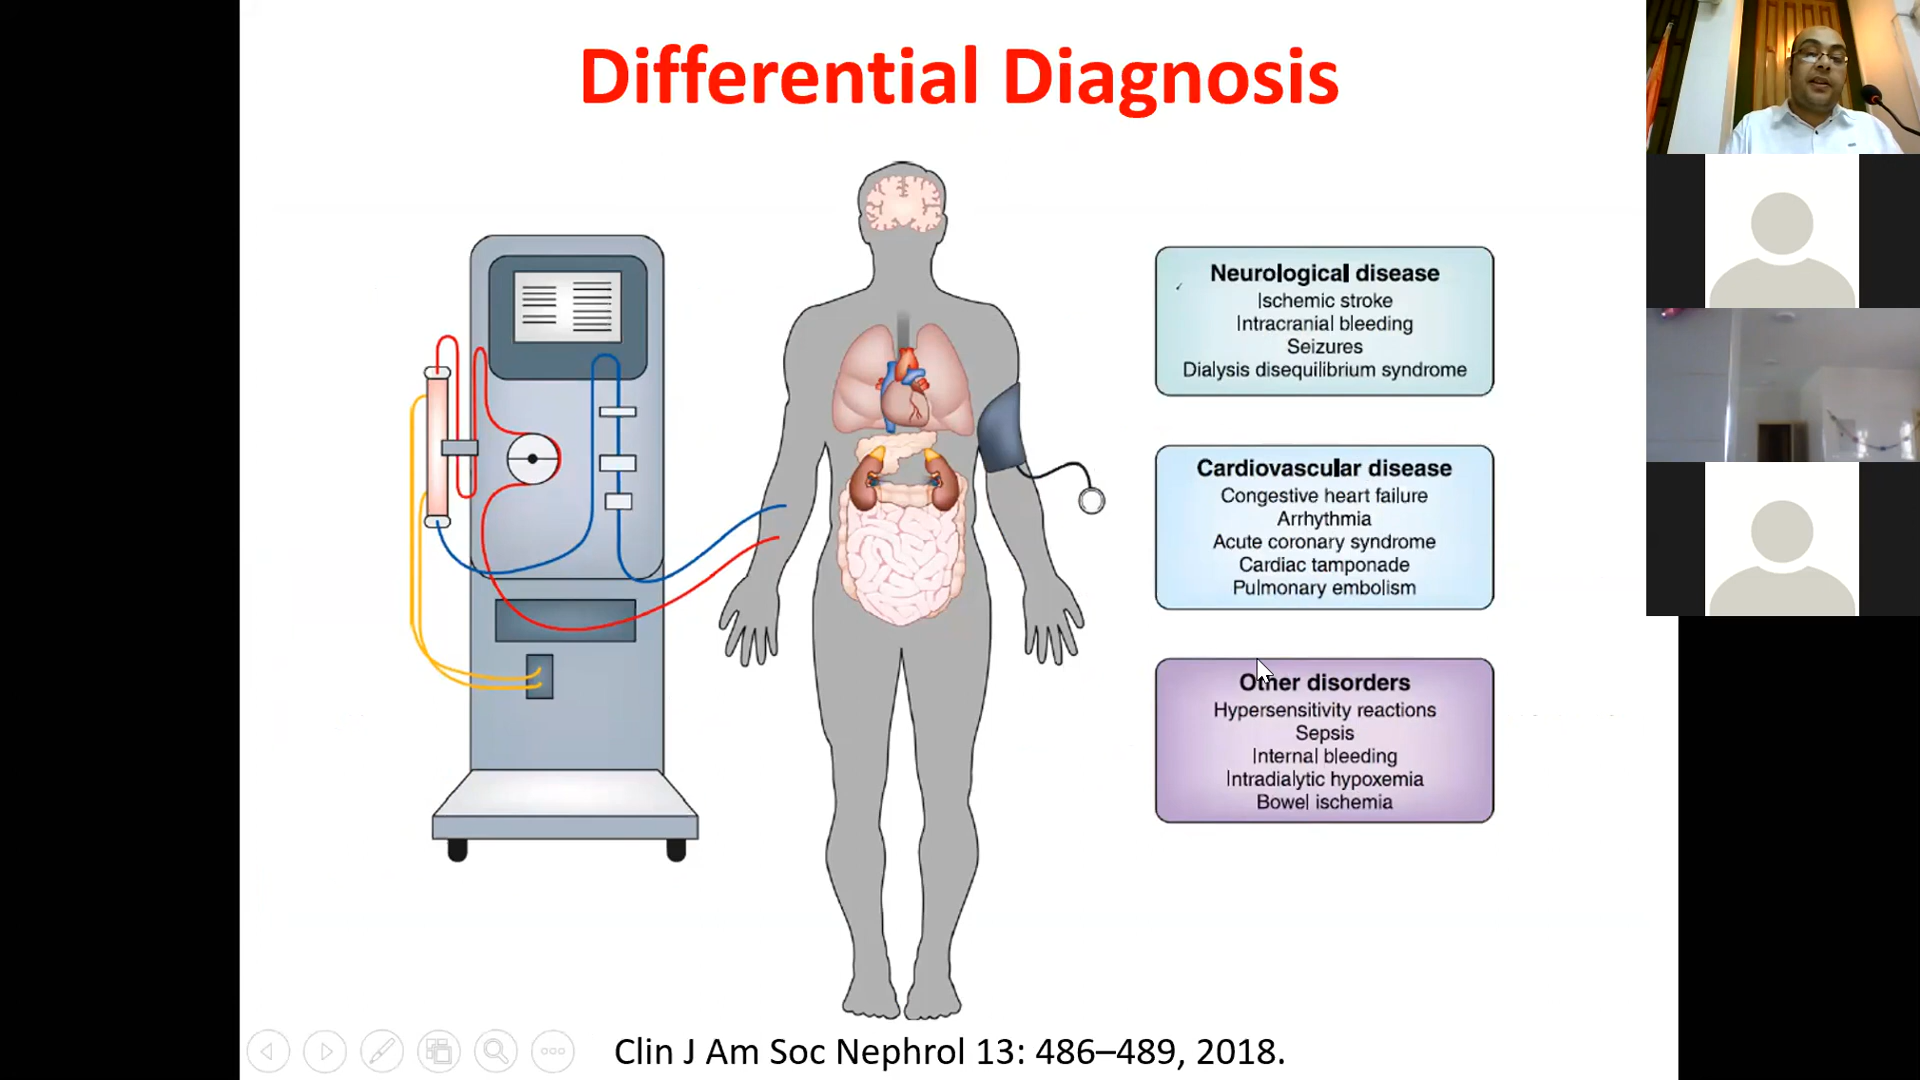 Differential Diagnosis
Neurological disease
Ischemic stroke
Intracranial bleeding
Seizures
Dialysis disequilibrium syndrome
Cardiovascular disease
Congestive heart failure
Arrhythmia
Acute coronary syndrome
Cardiac tamponade
Pulmonary embolism
Other disorders
Hypersensitivity reactions
Sepsis
Internal bleeding
Intradialytic hypoxemia
Bowel ischemia
Clin J Am Soc Nephrol 13: 486–489, 2018.